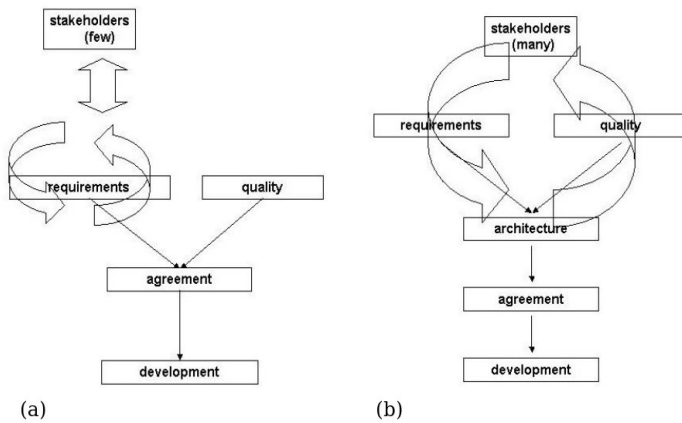 stakeholders
(few)
requirements
quality
agreement
development
(a)
stakeholders
(many)
requirements
quality
architecture
agreement
development
(b)